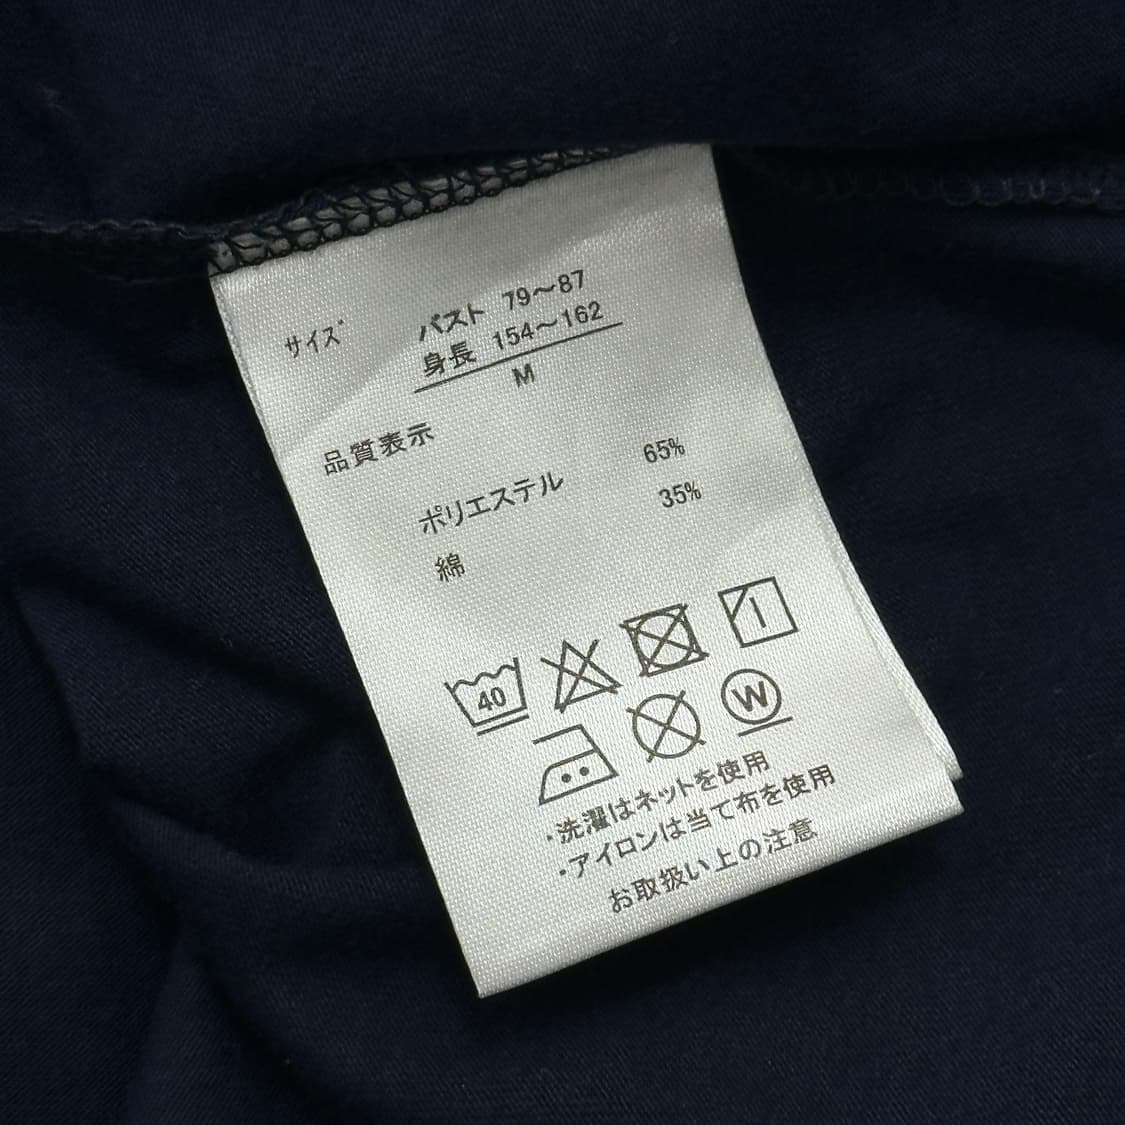 サイズ
バスト 79～87
身長 154～162
M
品質表示
ポリエステル 65%
綿 35%
40
W
・洗濯はネットを使用
・アイロンは当て布を使用
お取扱い上の注意